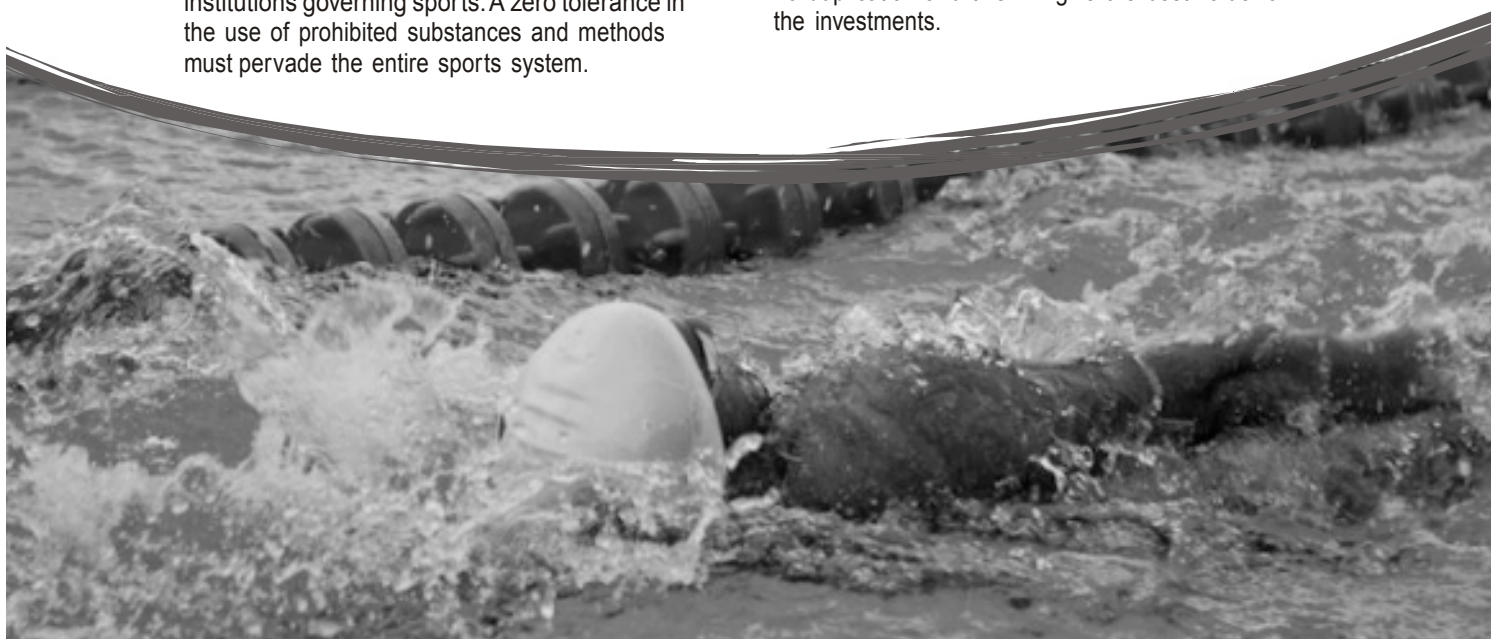 institutions governing sports. A zero tolerance in
the use of prohibited substances and methods
must pervade the entire sports system.
the investments.